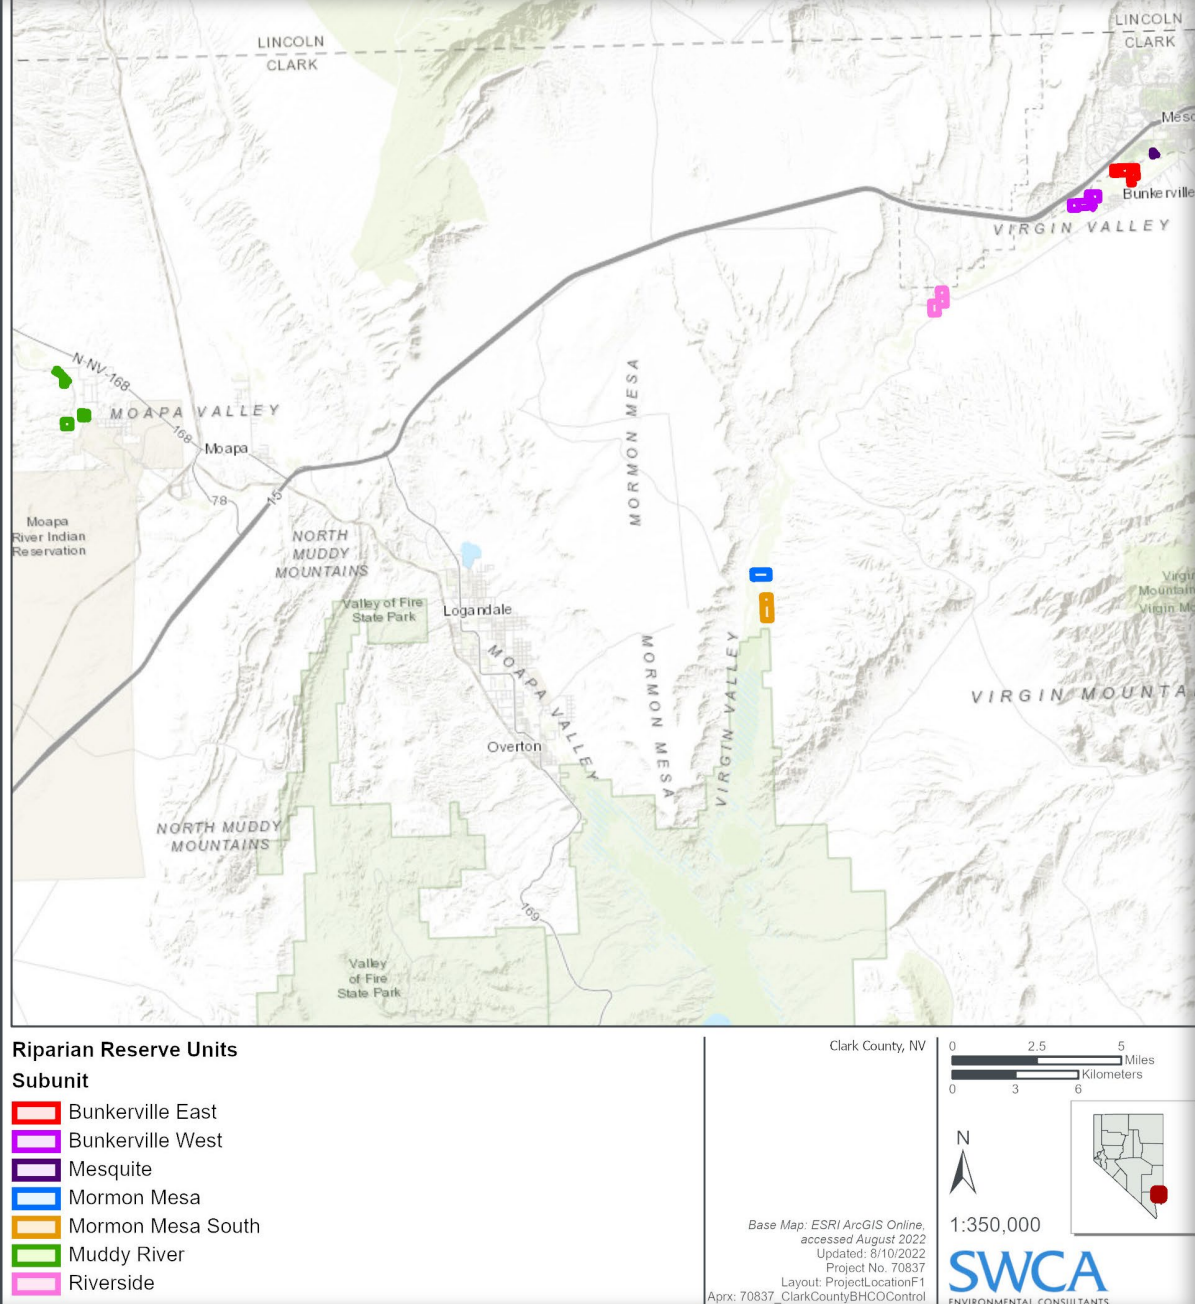 LINCOLN
CLARK
LINCOLN
CLARK
Mesc
Bunkerville
VIRGIN VALLEY
N-NV-168
MOAPA VALLEY
168
Moapa
78
15
MORMON MESA
Moapa
River Indian
Reservation
NORTH
MUDDY
MOUNTAINS
Valley of Fire
State Park
Logandale
MOAPA VALLEY
MORMON MESA
VIRGIN VALLEY
Virgin
Mountain
Virgin Mo
VIRGIN MOUNTA
Overton
NORTH MUDDY
MOUNTAINS
169
Valley
of Fire
State Park
Riparian Reserve Units
Subunit
Bunkerville East
Bunkerville West
Mesquite
Mormon Mesa
Mormon Mesa South
Muddy River
Riverside
Clark County, NV
Base Map: ESRI ArcGIS Online,
accessed August 2022
Updated: 8/10/2022
Project No. 70837
Layout: ProjectLocationF1
Aprx: 70837_ClarkCountyBHCOControl
0 2.5 5
Miles
Kilometers
0 3 6
N
1:350,000
SWCA
ENVIRONMENTAL CONSULTANTS